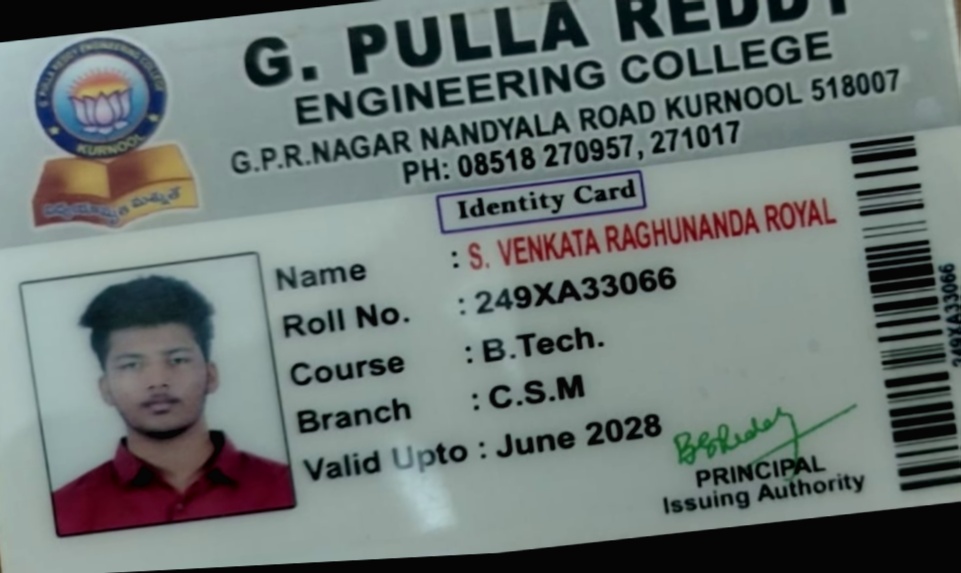 G. PULLA REDDY
ENGINEERING COLLEGE
G.P.R.NAGAR NANDYALA ROAD KURNOOL 518007
PH: 08518 270957, 271017
G PULLA REDDY ENGINEERING COLLEGE
KURNOOL
Identity Card
Name : S. VENKATA RAGHUNANDA ROYAL
Roll No. : 249XA33066
Course : B.Tech.
Branch : C.S.M
Valid Upto : June 2028
PRINCIPAL
Issuing Authority
249XA33066